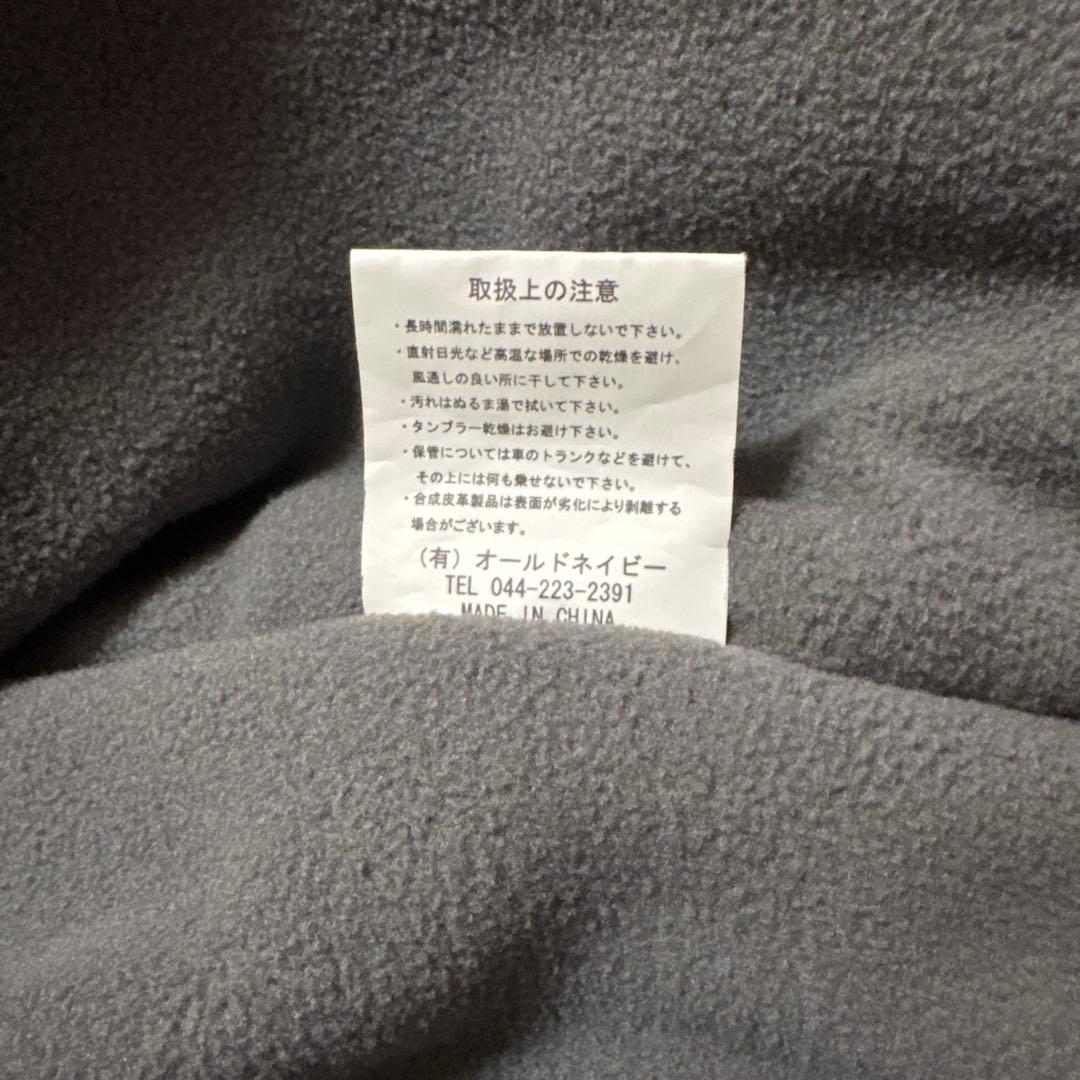 取扱上の注意
・長時間濡れたままで放置しないで下さい。
・直射日光など高温な場所での乾燥を避け、
風通しの良い所に干して下さい。
・汚れはぬるま湯で拭いて下さい。
・タンブラー乾燥はお避け下さい。
・保管については車のトランクなどを避けて、
その上には何も乗せないで下さい。
・合成皮革製品は表面が劣化により剥離する
場合がございます。
(有) オールドネイビー
TEL 044-223-2391
MADE IN CHINA